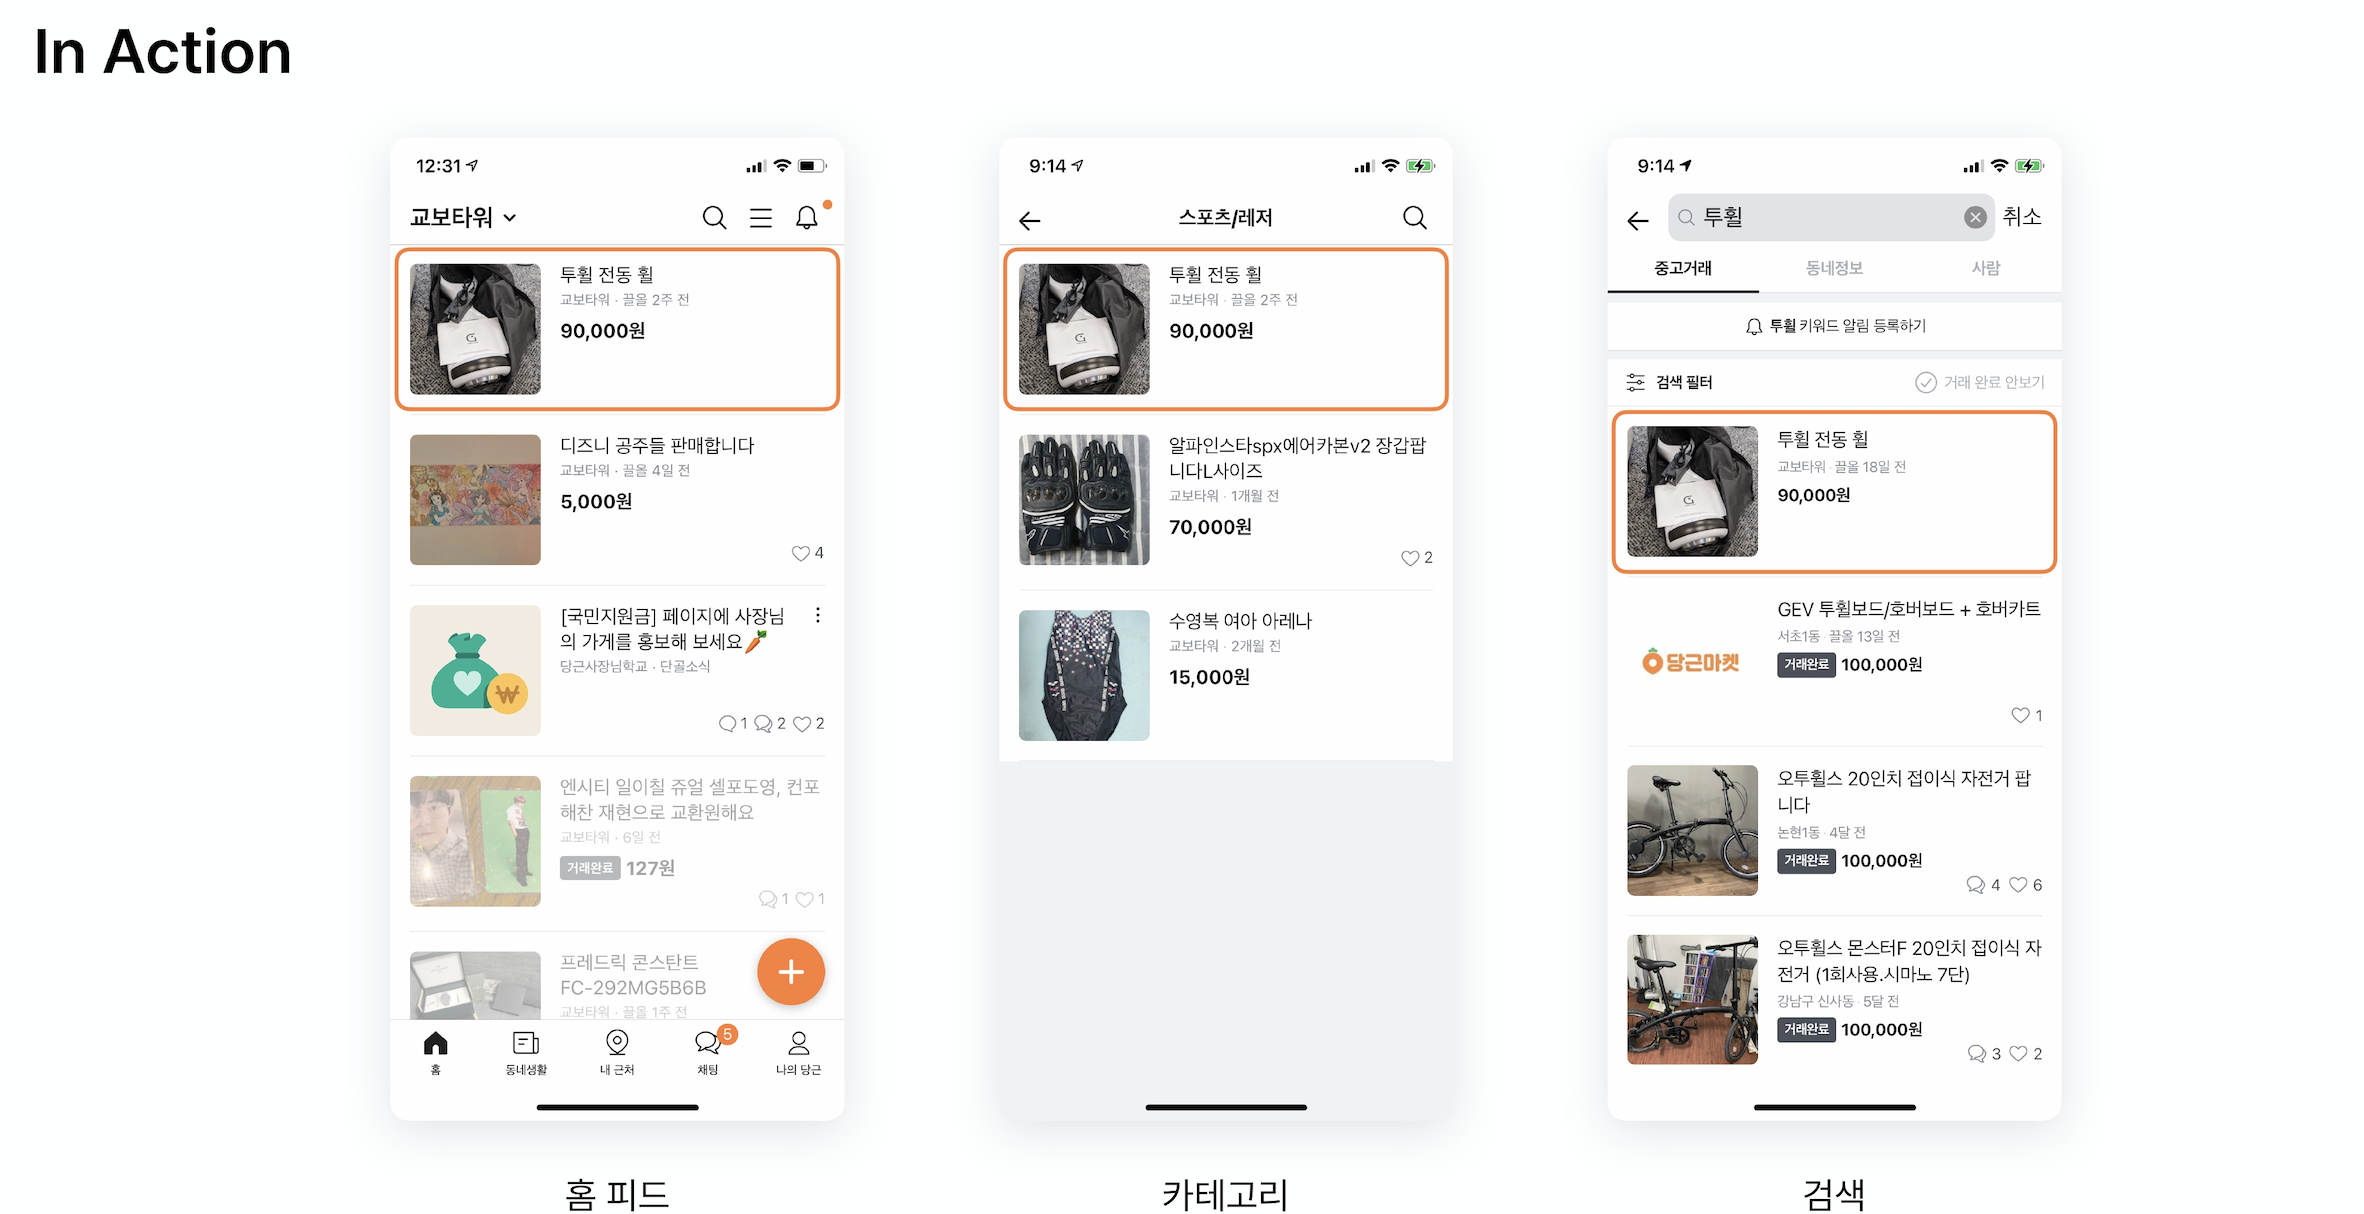 In Action
12:31
교보타워
투휠 전동 휠
교보타워 · 끌올 2주 전
90,000원
디즈니 공주들 판매합니다
교보타워 · 끌올 4일 전
5,000원
4
[국민지원금] 페이지에 사장님
의 가게를 홍보해 보세요🥕
당근사장님학교 · 단골소식
1 2 2
엔시티 일이칠 쥬얼 셀포도영, 컨포
해찬 재현으로 교환원해요
교보타워 · 6일 전
거래완료 127원
1 1
프레드릭 콘스탄트
FC-292MG5B6B
교보타워 · 끌올 1주 전
홈 동네생활 내 근처 채팅 5 나의 당근
홈 피드
9:14
스포츠/레저
투휠 전동 휠
교보타워 · 끌올 2주 전
90,000원
알파인스타spx에어카본v2 장갑팝
니다L사이즈
교보타워 · 1개월 전
70,000원
2
수영복 여아 아레나
교보타워 · 2개월 전
15,000원
카테고리
9:14
투휠 취소
중고거래 동네정보 사람
투휠 키워드 알림 등록하기
검색 필터 거래 완료 안보기
투휠 전동 휠
교보타워 · 끌올 18일 전
90,000원
GEV 투휠보드/호버보드 + 호버카트
서초1동 · 끌올 13일 전
당근마켓
거래완료 100,000원
1
오투휠스 20인치 접이식 자전거 팝
니다
논현1동 · 4달 전
거래완료 100,000원
4 6
오투휠스 몬스터F 20인치 접이식 자
전거 (1회사용.시마노 7단)
강남구 신사동 · 5달 전
거래완료 100,000원
3 2
검색